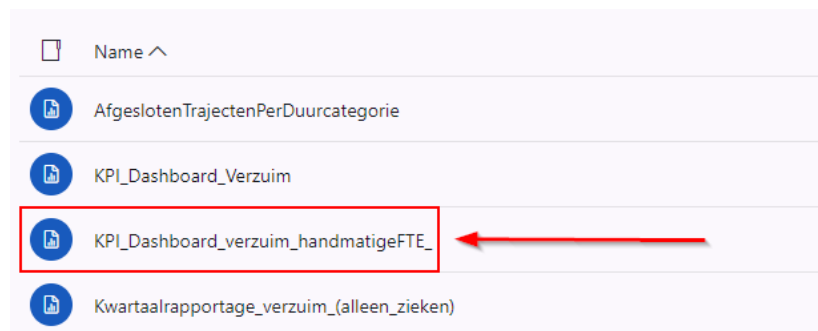 Name
AfgeslotenTrajectenPerDuurcategorie
KPI_Dashboard_Verzuim
KPI_Dashboard_verzuim_handmatigeFTE_
Kwartaalrapportage_verzuim_(alleen_zieken)